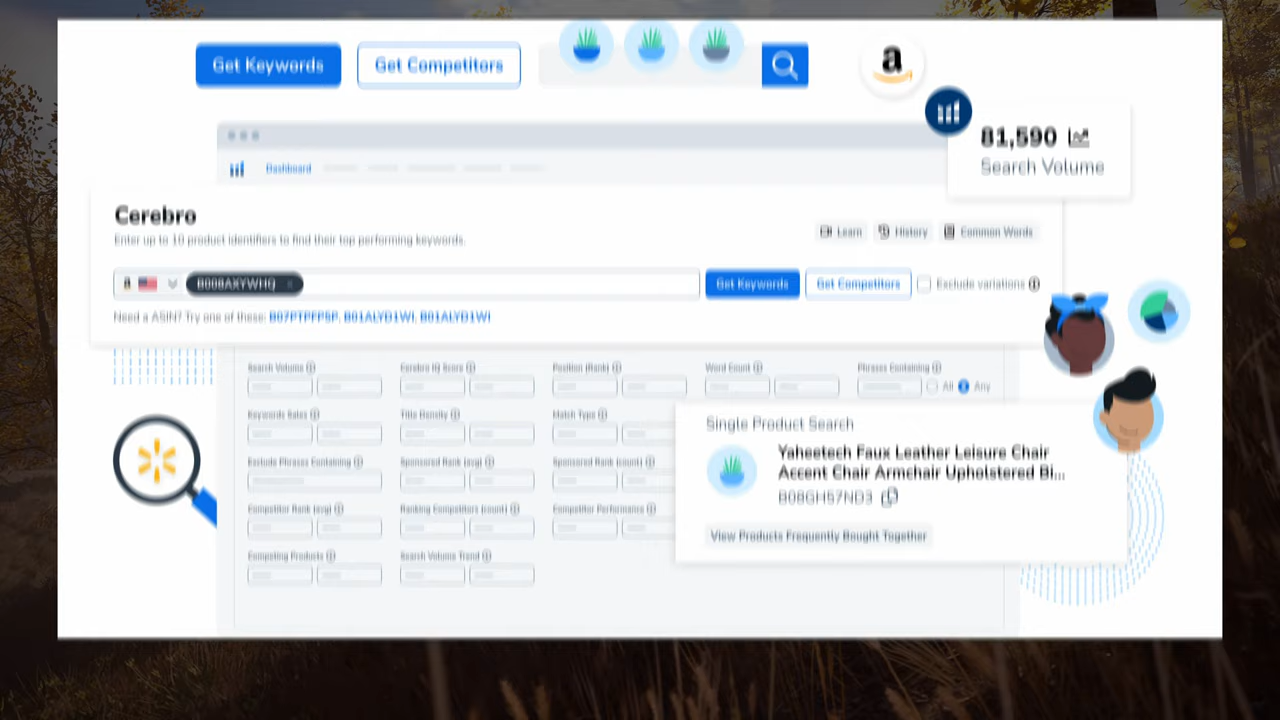 Get Keywords
Get Competitors
a
81,590
Search Volume
Dashboard
Cerebro
Enter up to 10 product identifiers to find their top performing keywords.
Learn
History
Common Words
B008AXYWHQ
Get Keywords
Get Competitors
Exclude variations
Need a ASIN? Try one of these: B07PTPFPSP, B01ALYD1WI, B01ALYD1WI
Search Volume
Cerebro IQ Score
Position (Rank)
Word Count
Phrases Containing
All
Any
Keywords Sales
Title Density
Match Type
Exclude Phrases Containing
Sponsored Rank (avg)
Sponsored Rank (count)
Competitor Rank (avg)
Ranking Competitors (count)
Competitor Performance
Competing Products
Search Volume Trend
Single Product Search
Yaheetech Faux Leather Leisure Chair
Accent Chair Armchair Upholstered Bi...
B08GH57ND3
View Products Frequently Bought Together